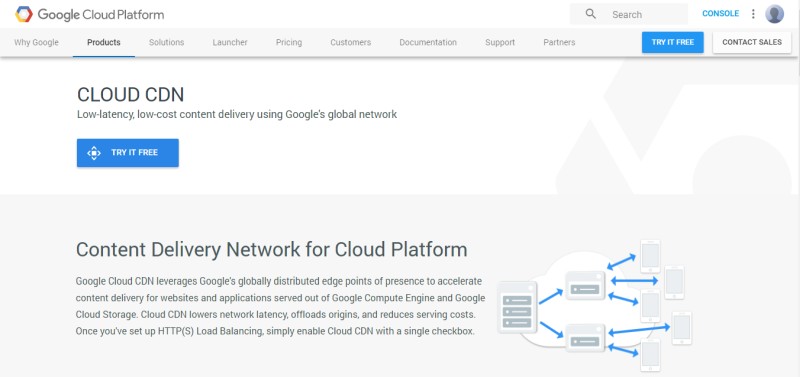 Google Cloud Platform
Search
CONSOLE
Why Google
Products
Solutions
Launcher
Pricing
Customers
Documentation
Support
Partners
TRY IT FREE
CONTACT SALES
CLOUD CDN
Low-latency, low-cost content delivery using Google's global network
TRY IT FREE
Content Delivery Network for Cloud Platform
Google Cloud CDN leverages Google's globally distributed edge points of presence to accelerate
content delivery for websites and applications served out of Google Compute Engine and Google
Cloud Storage. Cloud CDN lowers network latency, offloads origins, and reduces serving costs.
Once you've set up HTTP(S) Load Balancing, simply enable Cloud CDN with a single checkbox.